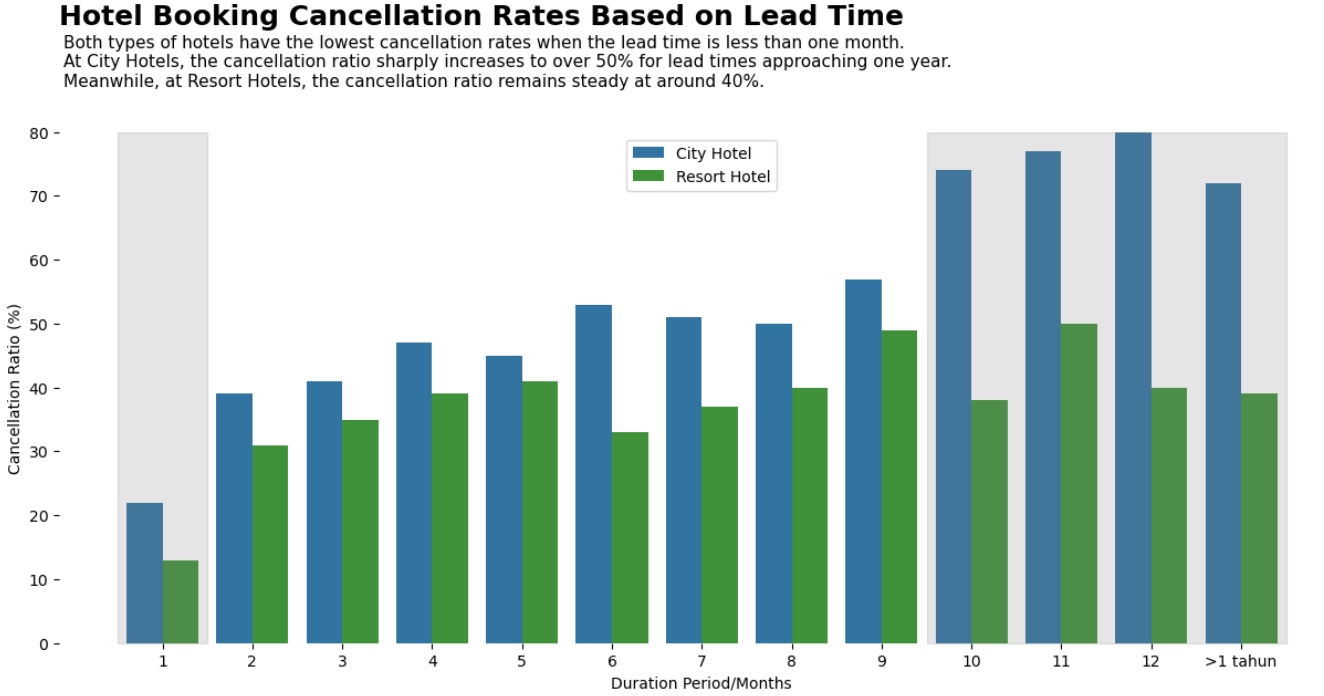 Hotel Booking Cancellation Rates Based on Lead Time
Both types of hotels have the lowest cancellation rates when the lead time is less than one month.
At City Hotels, the cancellation ratio sharply increases to over 50% for lead times approaching one year.
Meanwhile, at Resort Hotels, the cancellation ratio remains steady at around 40%.
City Hotel
Resort Hotel
Cancellation Ratio (%)
80
70
60
50
40
30
20
10
0
1 2 3 4 5 6 7 8 9 10 11 12 >1 tahun
Duration Period/Months